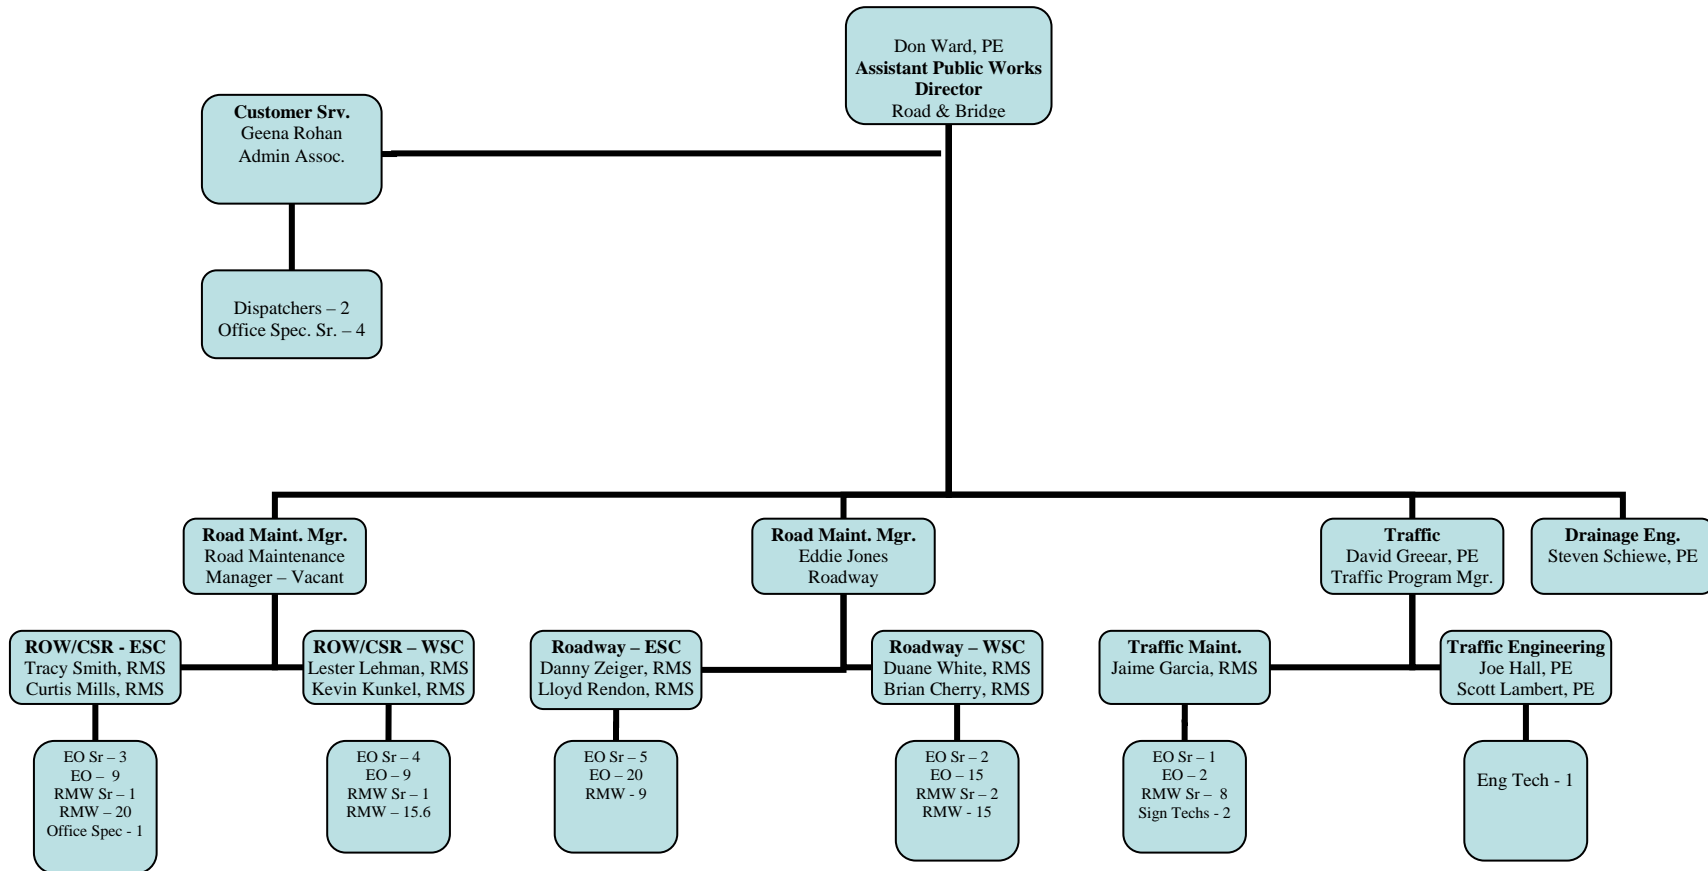 Don Ward, PE
Assistant Public Works
Director
Road & Bridge
Customer Srv.
Geena Rohan
Admin Assoc.
Dispatchers – 2
Office Spec. Sr. – 4
Road Maint. Mgr.
Road Maintenance
Manager – Vacant
Road Maint. Mgr.
Eddie Jones
Roadway
Traffic
David Greear, PE
Traffic Program Mgr.
Drainage Eng.
Steven Schiewe, PE
ROW/CSR - ESC
Tracy Smith, RMS
Curtis Mills, RMS
ROW/CSR – WSC
Lester Lehman, RMS
Kevin Kunkel, RMS
Roadway – ESC
Danny Zeiger, RMS
Lloyd Rendon, RMS
Roadway – WSC
Duane White, RMS
Brian Cherry, RMS
Traffic Maint.
Jaime Garcia, RMS
Traffic Engineering
Joe Hall, PE
Scott Lambert, PE
EO Sr – 3
EO – 9
RMW Sr – 1
RMW – 20
Office Spec - 1
EO Sr – 4
EO – 9
RMW Sr – 1
RMW – 15.6
EO Sr – 5
EO – 20
RMW - 9
EO Sr – 2
EO – 15
RMW Sr – 2
RMW - 15
EO Sr – 1
EO – 2
RMW Sr – 8
Sign Techs - 2
Eng Tech - 1